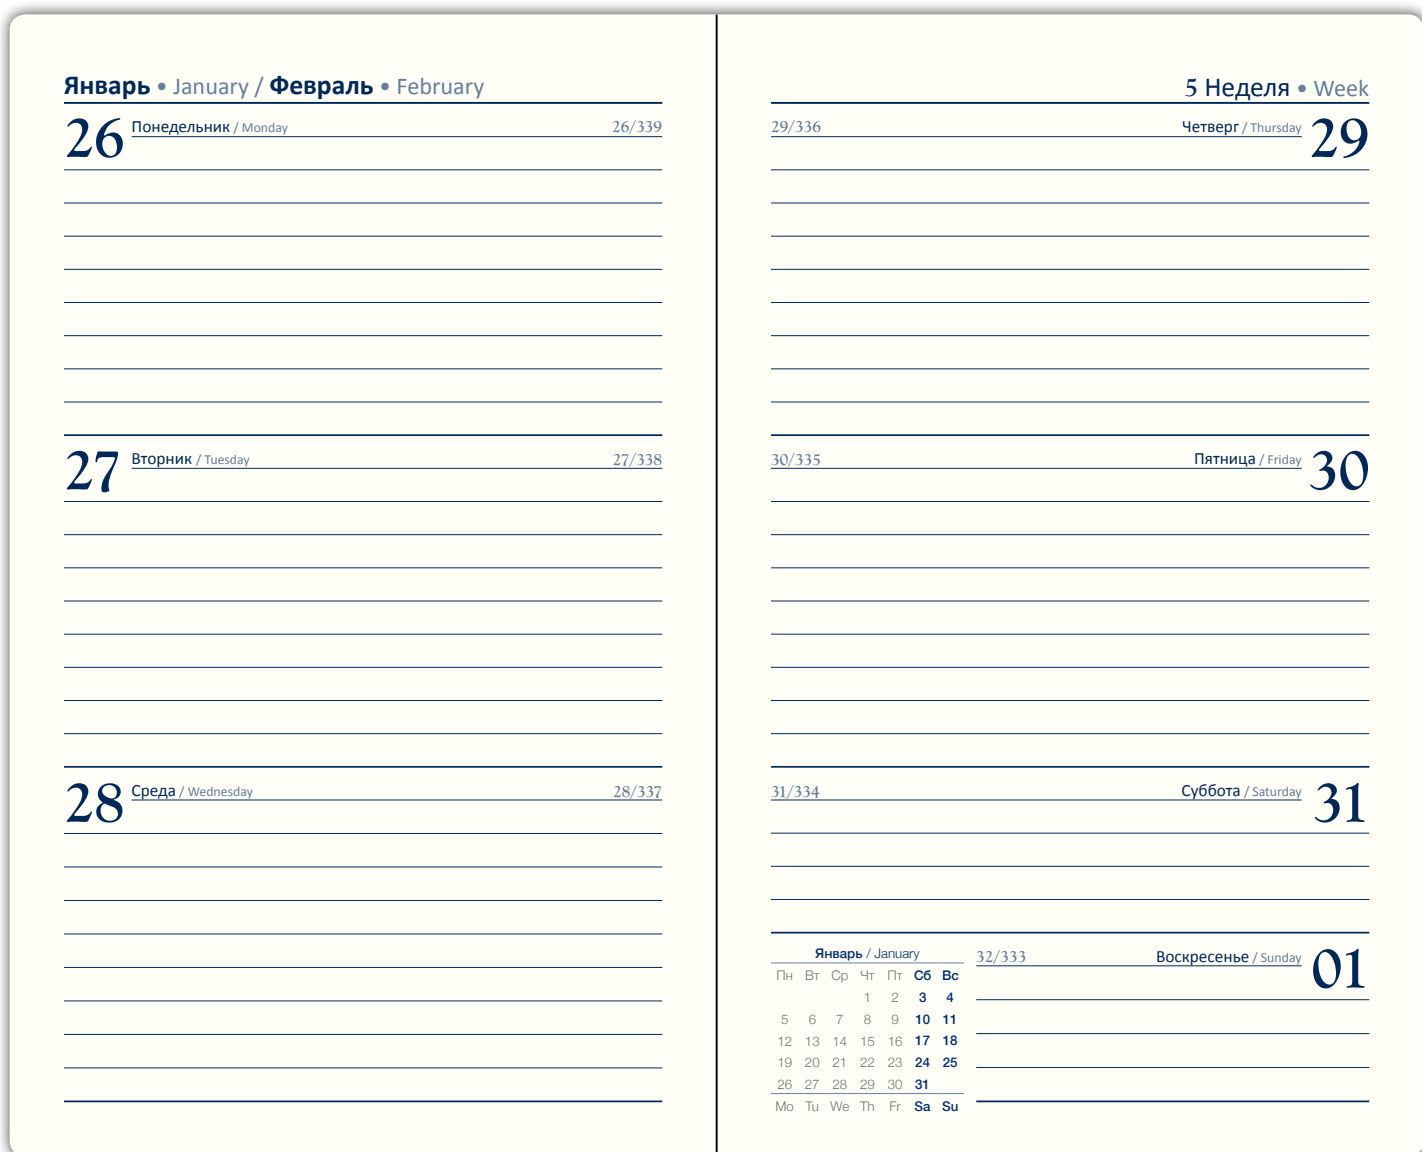 Январь • January / Февраль • February
26 Понедельник / Monday 26/339
27 Вторник / Tuesday 27/338
28 Среда / Wednesday 28/337
5 Неделя • Week
29/336 Четверг / Thursday 29
30/335 Пятница / Friday 30
31/334 Суббота / Saturday 31
Январь / January
Пн Вт Ср Чт Пт Сб Вс
1 2 3 4
5 6 7 8 9 10 11
12 13 14 15 16 17 18
19 20 21 22 23 24 25
26 27 28 29 30 31
Mo Tu We Th Fr Sa Su
32/333 Воскресенье / Sunday 01